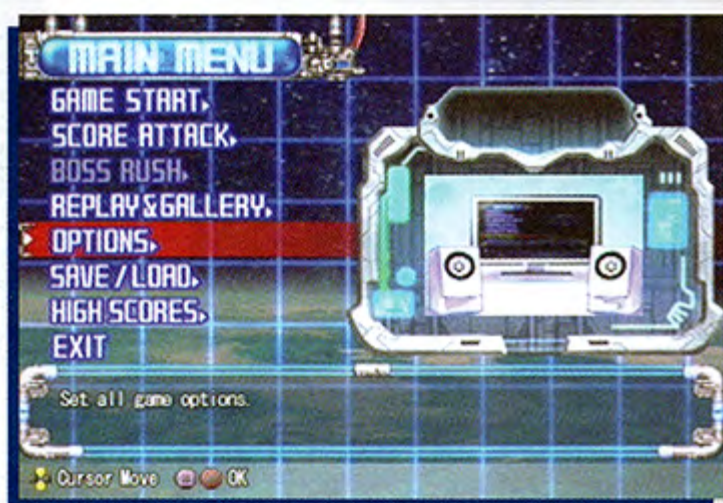 MAIN MENU
GAME START
SCORE ATTACK
BOSS RUSH
REPLAY&GALLERY
OPTIONS
SAVE/LOAD
HIGH SCORES
EXIT
Set all game options.
Cursor Move OK